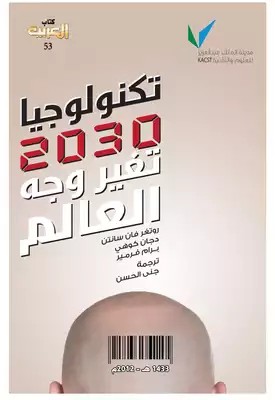 كتاب
العربية
53
مدينة الملك عبدالعزيز
للعلوم والتقنية KACST
تكنولوجيا
2030
تغير وجه
العالم
روتغر فان سانتن
دجان كوهي
برام فرمير
ترجمة
جنى الحسن
1433 هـ - 2012م